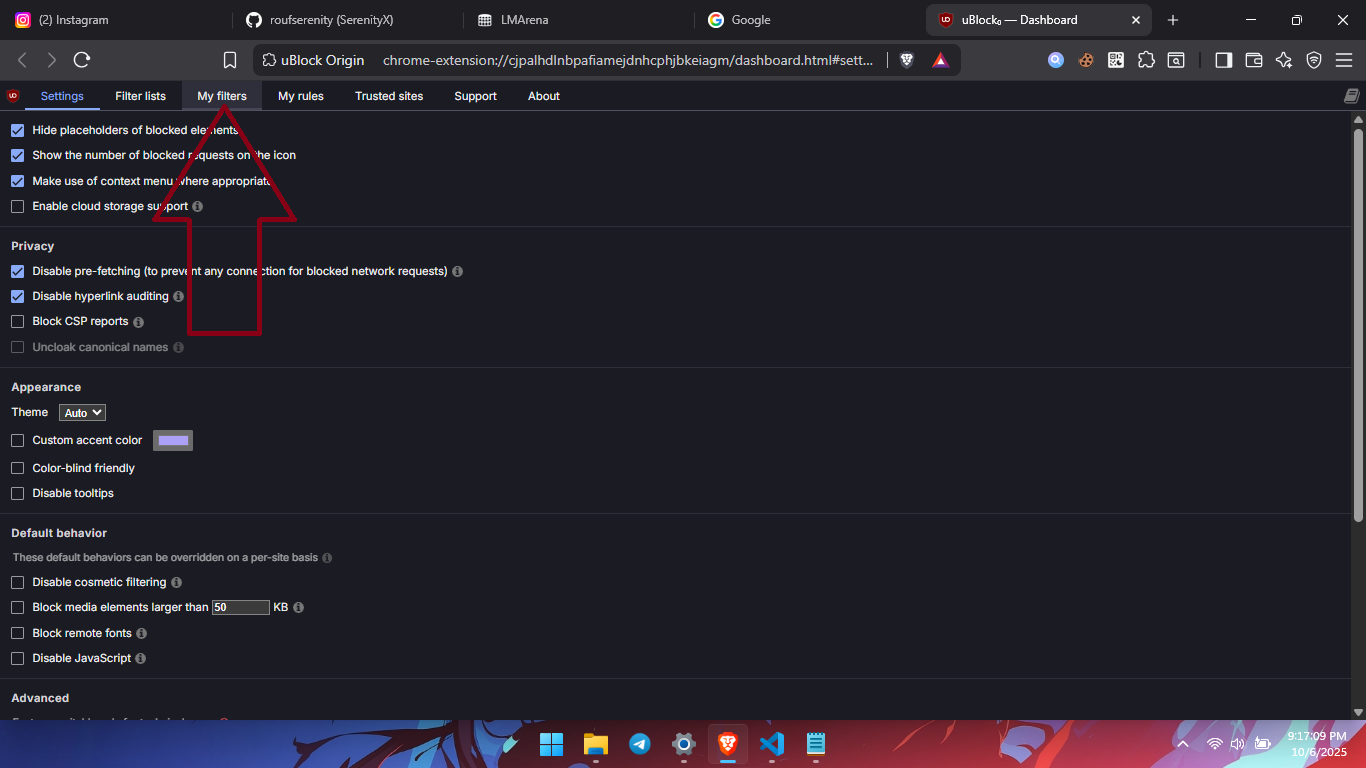 (2) Instagram
roufserenity (SerenityX)
LMArena
Google
uBlock₀ — Dashboard
uBlock Origin chrome-extension://cjpalhdlnbpafiamejdnhcphjbkeiagm/dashboard.html#sett...
Settings Filter lists My filters My rules Trusted sites Support About
Hide placeholders of blocked elements
Show the number of blocked requests on the icon
Make use of context menu where appropriate
Enable cloud storage support
Privacy
Disable pre-fetching (to prevent any connection for blocked network requests)
Disable hyperlink auditing
Block CSP reports
Uncloak canonical names
Appearance
Theme Auto
Custom accent color
Color-blind friendly
Disable tooltips
Default behavior
These default behaviors can be overridden on a per-site basis
Disable cosmetic filtering
Block media elements larger than 50 KB
Block remote fonts
Disable JavaScript
Advanced
9:17:09 PM
10/6/2025